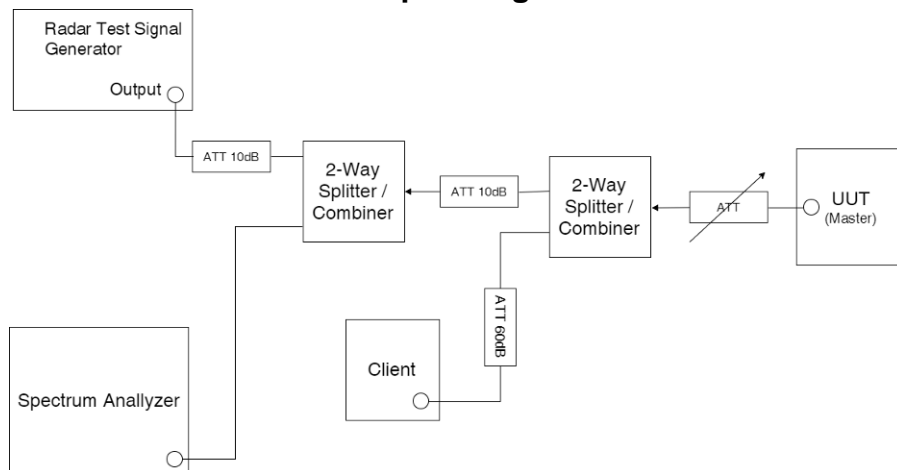 Radar Test Signal
Generator
Output
ATT 10dB
2-Way
Splitter /
Combiner
ATT 10dB
2-Way
Splitter /
Combiner
ATT
UUT
(Master)
ATT 60dB
Client
Spectrum Anallyzer